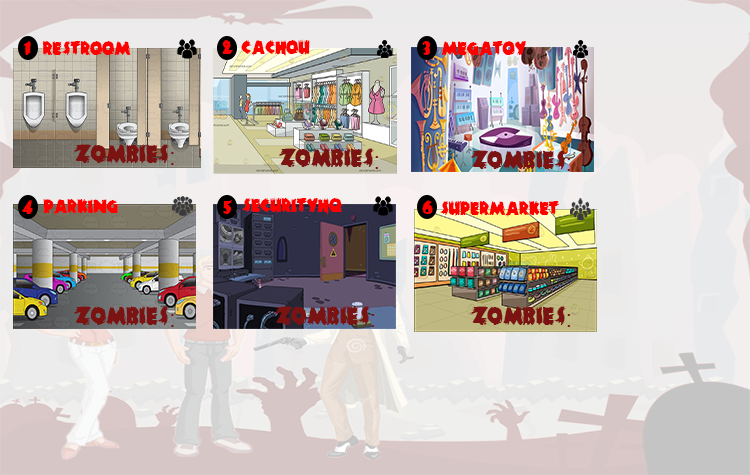 1 RESTROOM
ZOMBIES:
2 CACHOU
ZOMBIES:
3 MEGATOY
ZOMBIES:
4 PARKING
ZOMBIES:
5 SECURITYHQ
ZOMBIES:
6 SUPERMARKET
ZOMBIES: